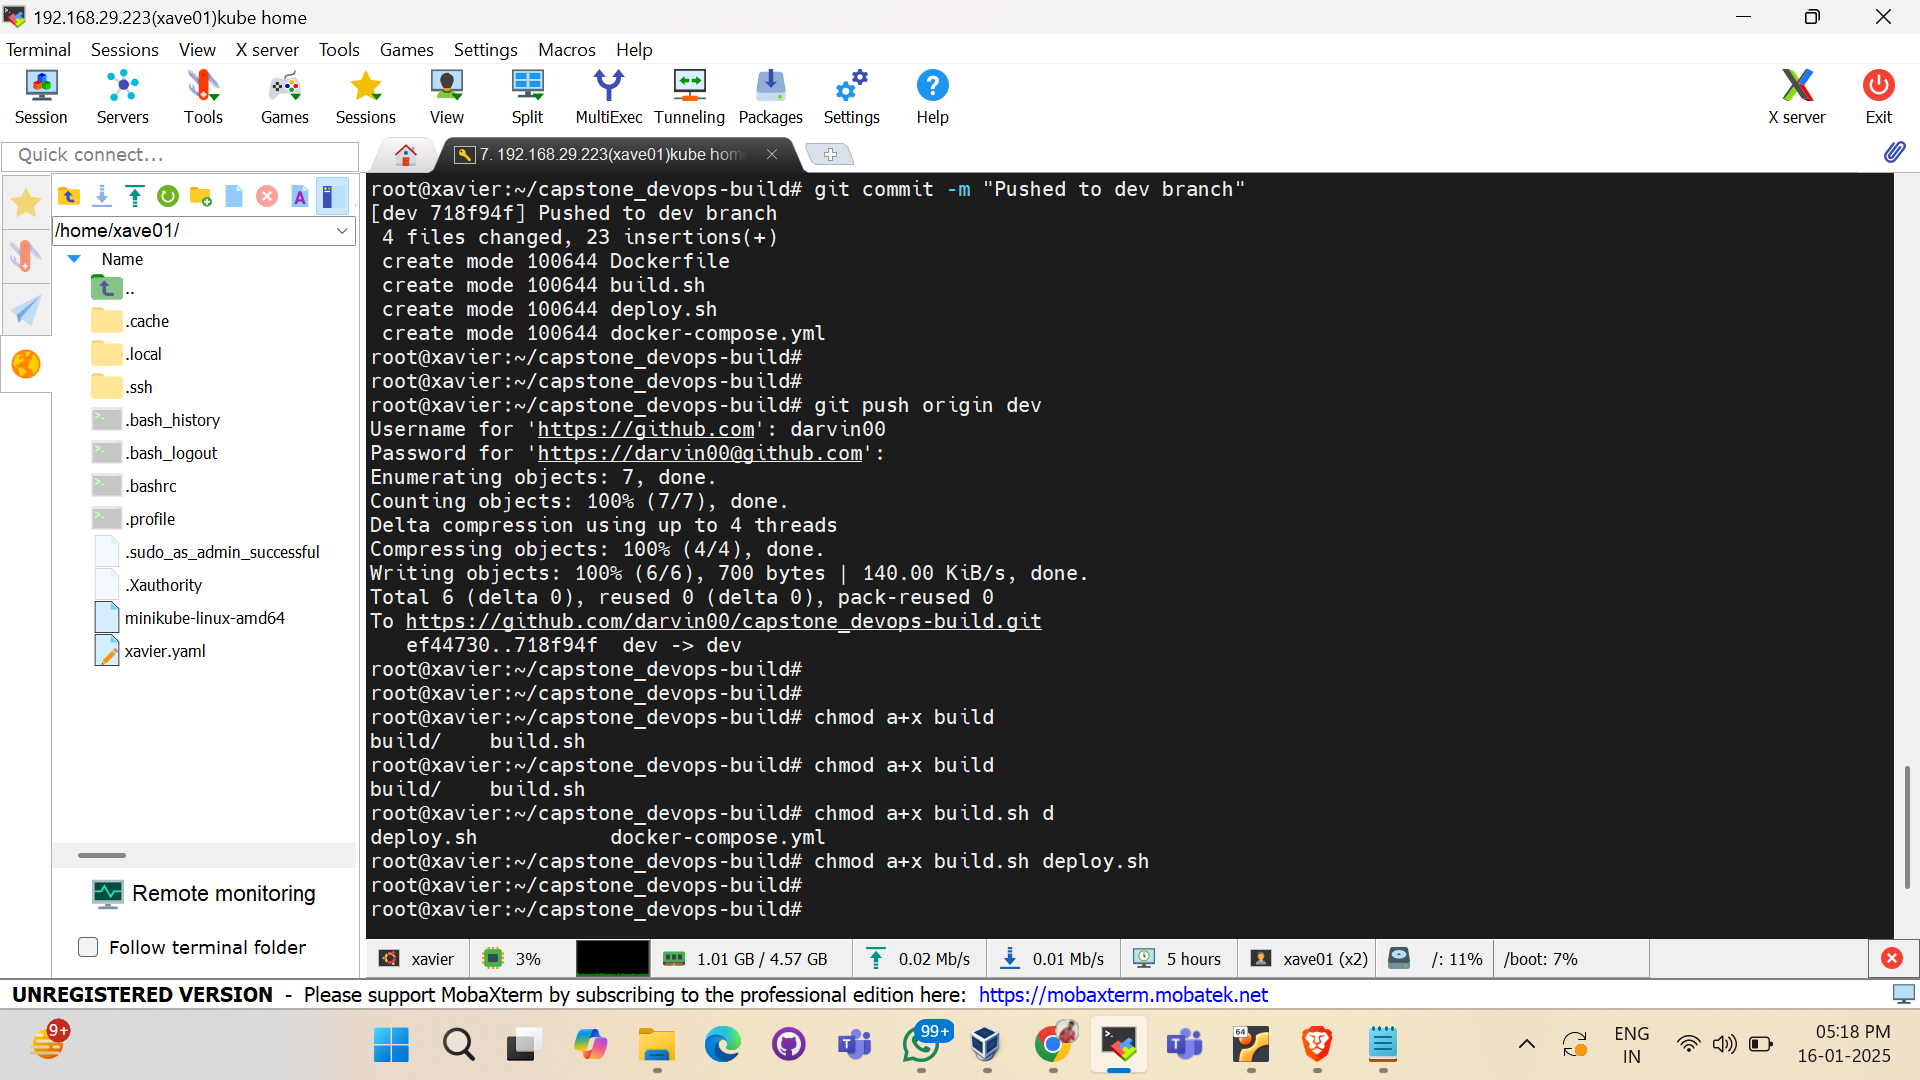 192.168.29.223(xave01)kube home
Terminal Sessions View X server Tools Games Settings Macros Help
Session Servers Tools Games Sessions View Split MultiExec Tunneling Packages Settings Help X server Exit
Quick connect...
7. 192.168.29.223(xave01)kube hom
/home/xave01/
Name
..
.cache
.local
.ssh
.bash_history
.bash_logout
.bashrc
.profile
.sudo_as_admin_successful
.Xauthority
minikube-linux-amd64
xavier.yaml
Remote monitoring
Follow terminal folder
root@xavier:~/capstone_devops-build# git commit -m "Pushed to dev branch"
[dev 718f94f] Pushed to dev branch
4 files changed, 23 insertions(+)
create mode 100644 Dockerfile
create mode 100644 build.sh
create mode 100644 deploy.sh
create mode 100644 docker-compose.yml
root@xavier:~/capstone_devops-build#
root@xavier:~/capstone_devops-build#
root@xavier:~/capstone_devops-build# git push origin dev
Username for 'https://github.com': darvin00
Password for 'https://darvin00@github.com':
Enumerating objects: 7, done.
Counting objects: 100% (7/7), done.
Delta compression using up to 4 threads
Compressing objects: 100% (4/4), done.
Writing objects: 100% (6/6), 700 bytes | 140.00 KiB/s, done.
Total 6 (delta 0), reused 0 (delta 0), pack-reused 0
To https://github.com/darvin00/capstone_devops-build.git
ef44730..718f94f  dev -> dev
root@xavier:~/capstone_devops-build#
root@xavier:~/capstone_devops-build#
root@xavier:~/capstone_devops-build# chmod a+x build
build/    build.sh
root@xavier:~/capstone_devops-build# chmod a+x build
build/    build.sh
root@xavier:~/capstone_devops-build# chmod a+x build.sh d
deploy.sh           docker-compose.yml
root@xavier:~/capstone_devops-build# chmod a+x build.sh deploy.sh
root@xavier:~/capstone_devops-build#
root@xavier:~/capstone_devops-build#
xavier 3% 1.01 GB / 4.57 GB 0.02 Mb/s 0.01 Mb/s 5 hours xave01 (x2) /: 11% /boot: 7%
UNREGISTERED VERSION - Please support MobaXterm by subscribing to the professional edition here: https://mobaxterm.mobatek.net
9+ 99+ 64 ENG 05:18 PM
IN 16-01-2025